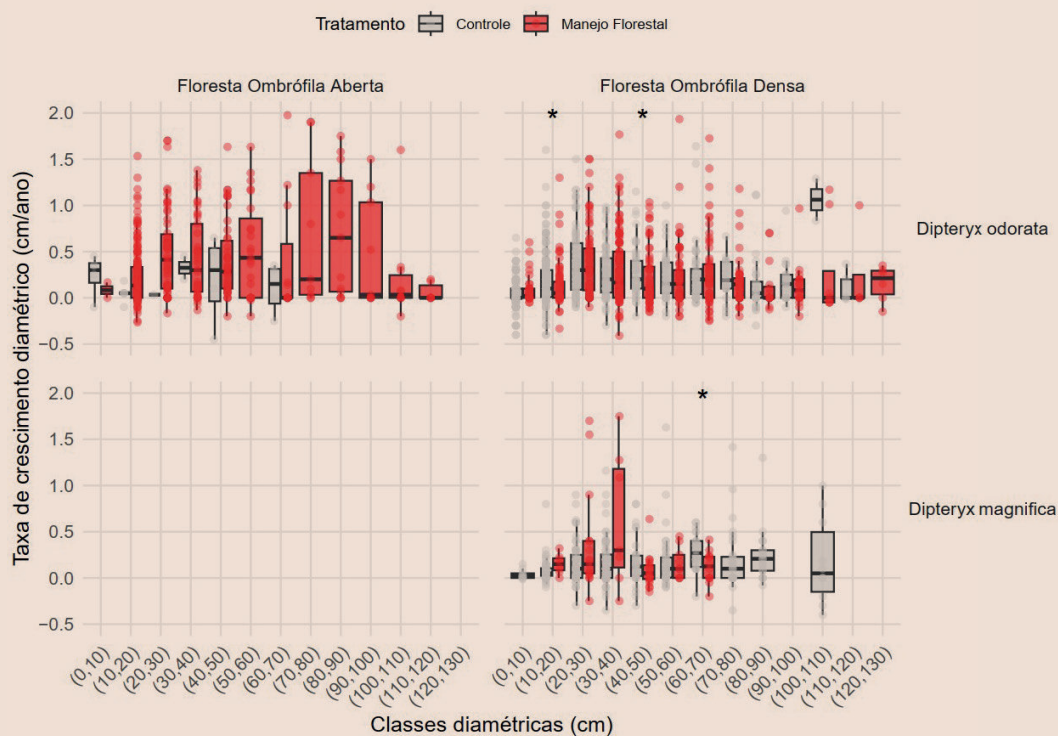 Tratamento Controle Manejo Florestal
Floresta Ombrófila Aberta Floresta Ombrófila Densa
Taxa de crescimento diamétrico (cm/ano)
2.0
1.5
1.0
0.5
0.0
−0.5
* *
Dipteryx odorata
2.0
1.5
1.0
0.5
0.0
−0.5
*
Dipteryx magnifica
(0,10) (10,20) (20,30) (30,40) (40,50) (50,60) (60,70) (70,80) (80,90) (90,100) (100,110) (110,120) (120,130)
(0,10) (10,20) (20,30) (30,40) (40,50) (50,60) (60,70) (70,80) (80,90) (90,100) (100,110) (110,120) (120,130)
Classes diamétricas (cm)